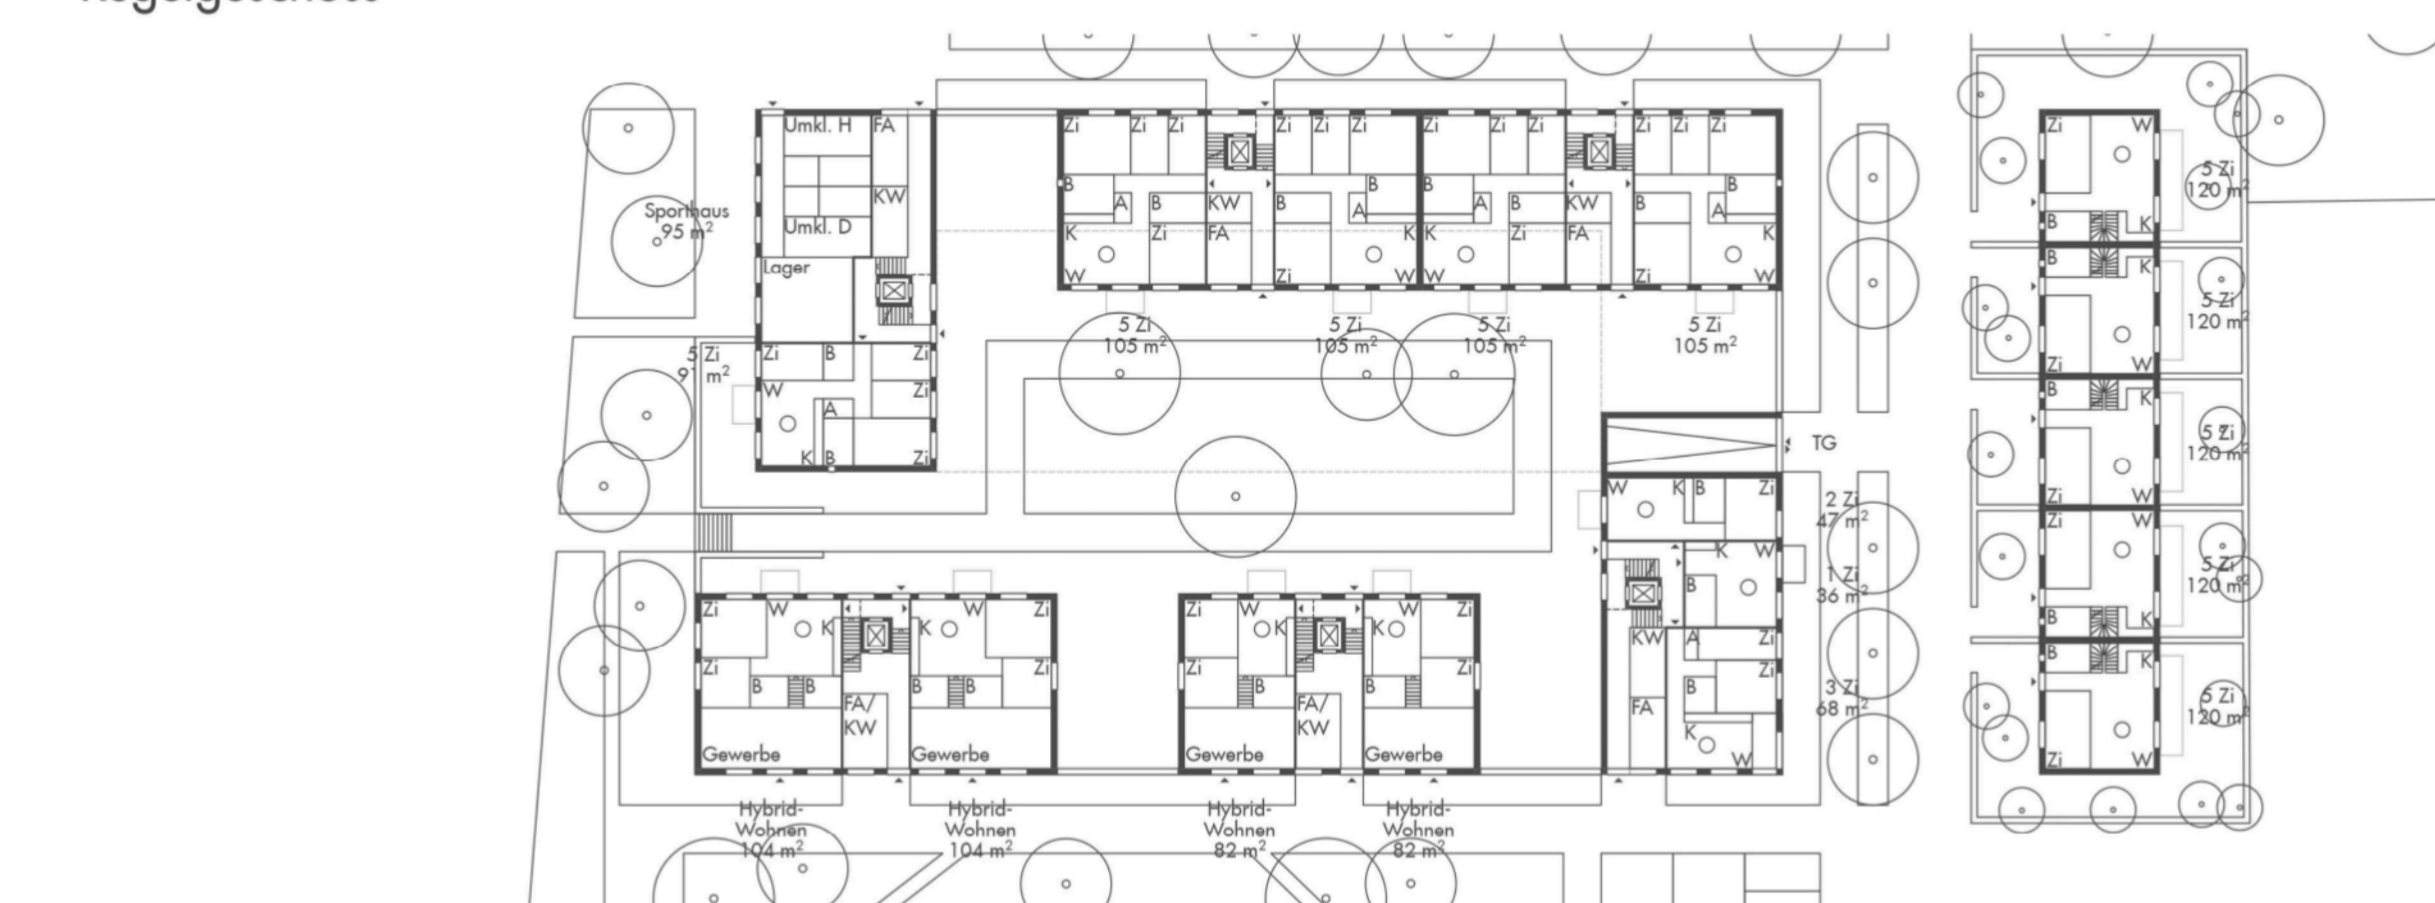 Regelgeschoss
Umkl. H
FA
KW
Umkl. D
Lager
Sporthaus
95 m²
5 Zi
91 m²
Zi
B
Zi
W
Zi
A
K
B
Zi
Zi
Zi
Zi
Zi
Zi
Zi
Zi
Zi
Zi
Zi
Zi
Zi
B
A
B
KW
B
A
B
B
A
B
KW
B
A
B
K
Zi
FA
K
K
Zi
FA
K
W
Zi
W
W
Zi
W
5 Zi
105 m²
5 Zi
105 m²
5 Zi
105 m²
5 Zi
105 m²
TG
W
K
B
Zi
2 Zi
47 m²
K
W
B
1 Zi
36 m²
KW
A
Zi
Zi
B
FA
3 Zi
68 m²
K
W
Zi
W
K
K
W
Zi
Zi
B
B
B
B
Zi
FA/
KW
Gewerbe
Gewerbe
Zi
W
K
K
W
Zi
Zi
B
B
Zi
FA/
KW
Gewerbe
Gewerbe
Hybrid-
Wohnen
104 m²
Hybrid-
Wohnen
104 m²
Hybrid-
Wohnen
82 m²
Hybrid-
Wohnen
82 m²
Zi
W
5 Zi
120 m²
B
K
B
K
5 Zi
120 m²
Zi
W
B
K
5 Zi
120 m²
Zi
W
Zi
W
5 Zi
120 m²
B
K
B
K
5 Zi
120 m²
Zi
W